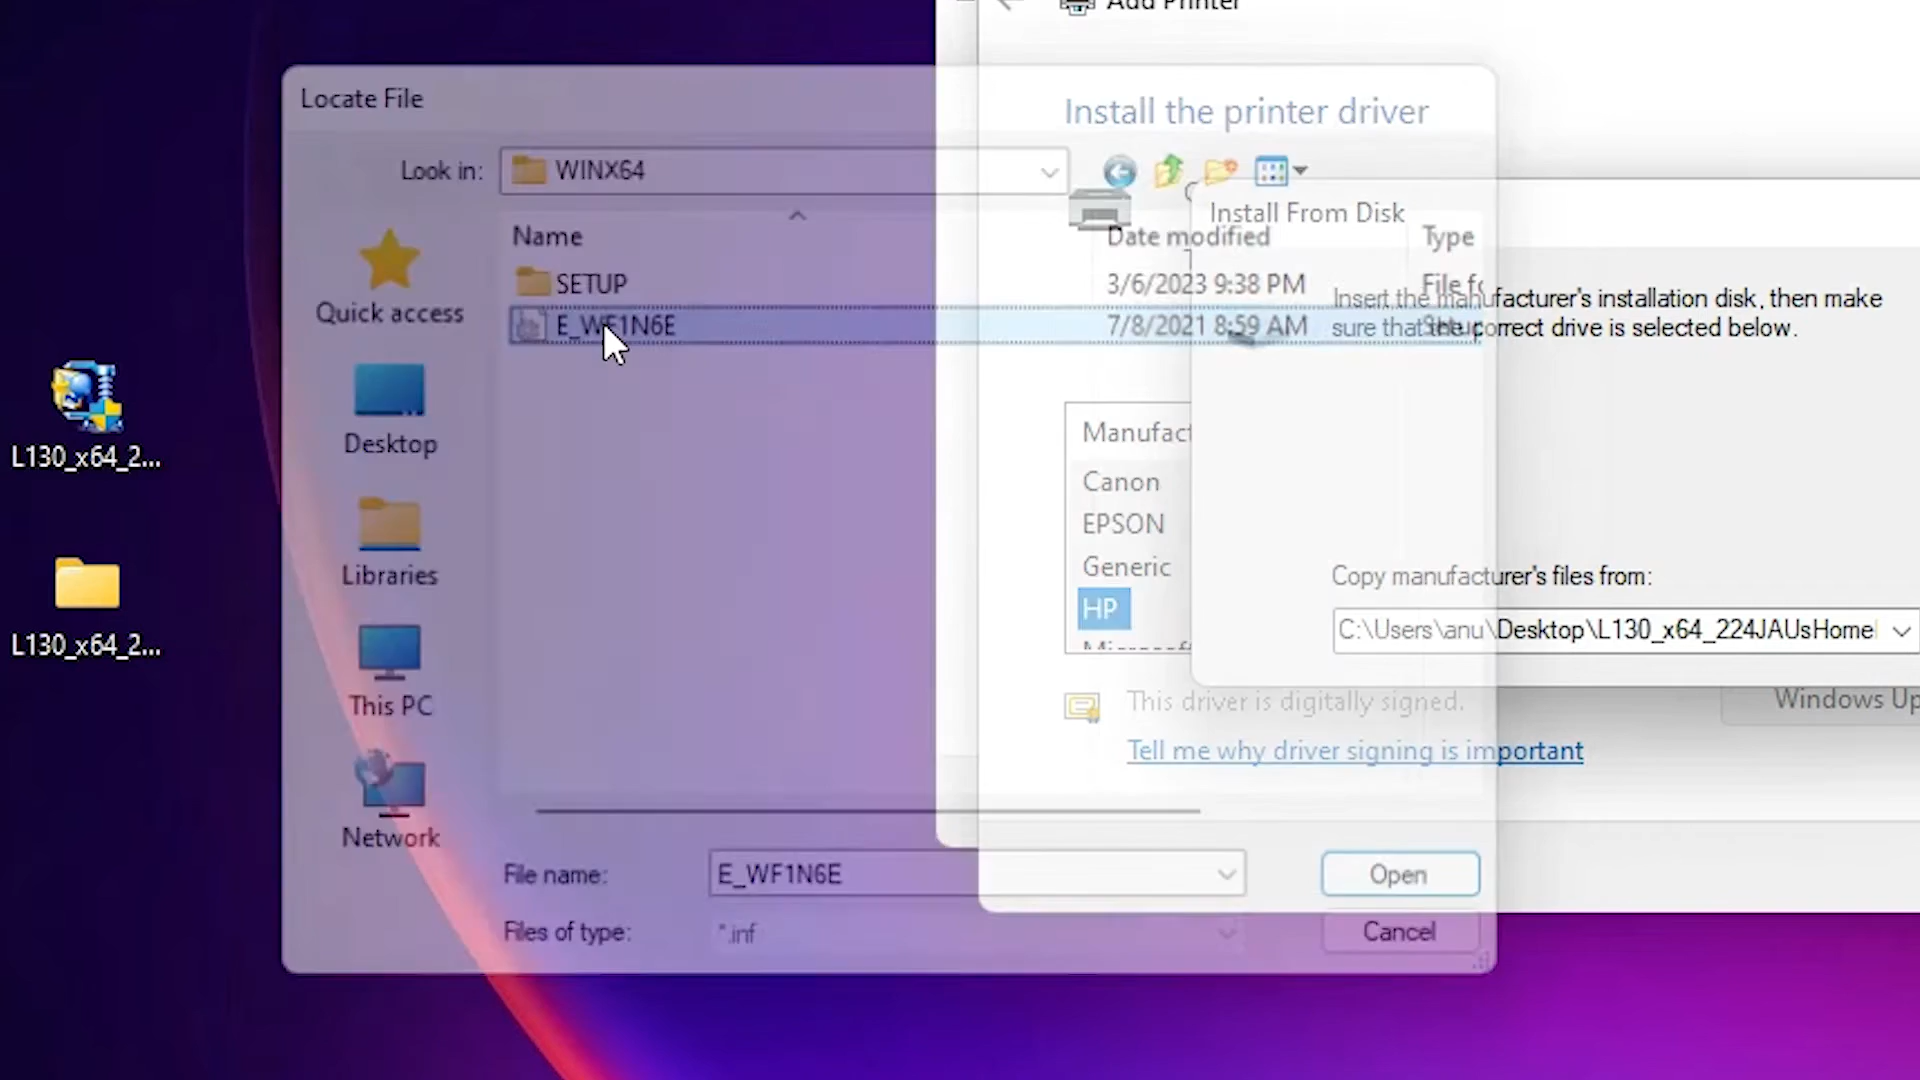 Add Printer
Locate File
Install the printer driver
Look in:
WINX64
Install From Disk
Name
Date modified
Type
SETUP
3/6/2023 9:38 PM
File fo
Insert the manufacturer's installation disk, then make
E_WF1N6E
7/8/2021 8:59 AM
Setup
sure that the correct drive is selected below.
Quick access
Desktop
Libraries
This PC
Network
L130_x64_2...
L130_x64_2...
Manufact
Canon
EPSON
Generic
HP
Copy manufacturer's files from:
C:\Users\anu\Desktop\L130_x64_224JAUsHome
This driver is digitally signed.
Windows Up
Tell me why driver signing is important
File name:
E_WF1N6E
Open
Files of type:
*.inf
Cancel